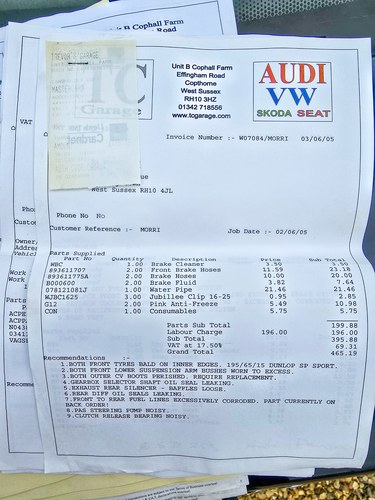 Unit B Cophall Farm
Unit B Cophall Farm
Effingham Road
Copthorne
West Sussex
RH10 3HZ
01342 718556
www.tcgarage.com
TC
Garage
AUDI
VW
SKODA SEAT
Invoice Number :- W07084/MORRI 03/06/05
West Sussex RH10 4JL
Phone No No
Customer Reference :- MORRI Job Date :- 02/06/05
Parts Supplied
Part No Quantity Description Price Sub Total
WBC 1.00 Brake Cleaner 3.50 3.50
893611707 2.00 Front Brake Hoses 11.59 23.18
893611775A 2.00 Brake Hoses 10.00 20.00
B000600 2.00 Brake Fluid 3.82 7.64
078121081J 1.00 Water Pipe 21.46 21.46
WJBC1625 3.00 Jubilee Clip 16-25 0.95 2.85
G12 2.00 Pink Anti-Freeze 5.49 10.98
CON 1.00 Consumables 5.75 5.75
Parts Sub Total 199.88
Labour Charge 196.00 196.00
Sub Total 395.88
VAT at 17.50% 69.31
Grand Total 465.19
Recommendations :-
1.BOTH FRONT TYRES BALD ON INNER EDGES. 195/65/15 DUNLOP SP SPORT.
2.BOTH FRONT LOWER SUSPENSION ARM BUSHES WORN TO EXCESS.
3.BOTH OUTER CV BOOTS PERISHED. REQUIRE REPLACEMENT.
4.GEARBOX SELECTOR SHAFT OIL SEAL LEAKING.
5.EXHAUST REAR SILENCER - BAFFLES LOOSE.
6.REAR DIFF OIL SEALS LEAKING.
7.FRONT TO REAR FUEL LINES EXCESSIVELY CORRODED. PART CURRENTLY ON
BACK ORDER!
8.PAS STEERING PUMP NOISY.
9.CLUTCH RELEASE BEARING NOISY.
VAT
Phone
Work
Work